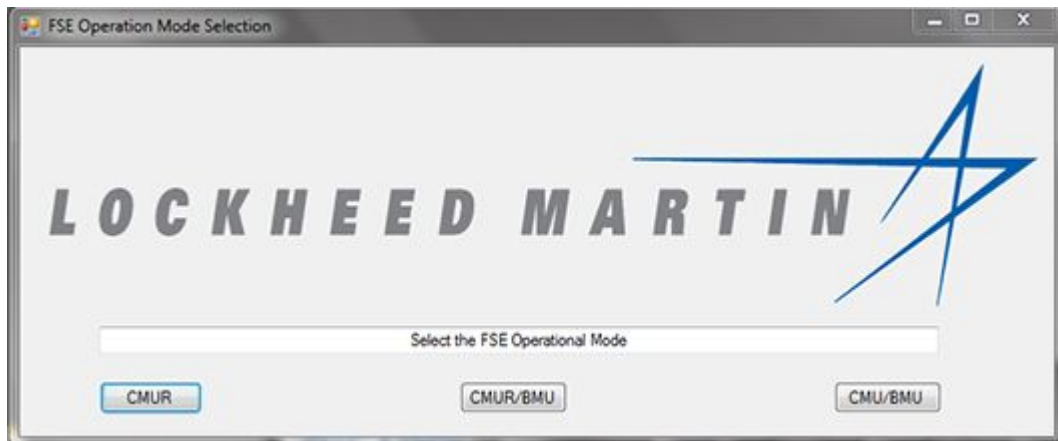 FSE Operation Mode Selection
LOCKHEED MARTIN
Select the FSE Operational Mode
CMUR CMUR/BMU CMU/BMU